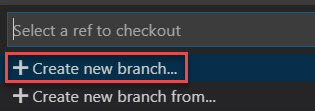 Select a ref to checkout
+ Create new branch...
+ Create new branch from...